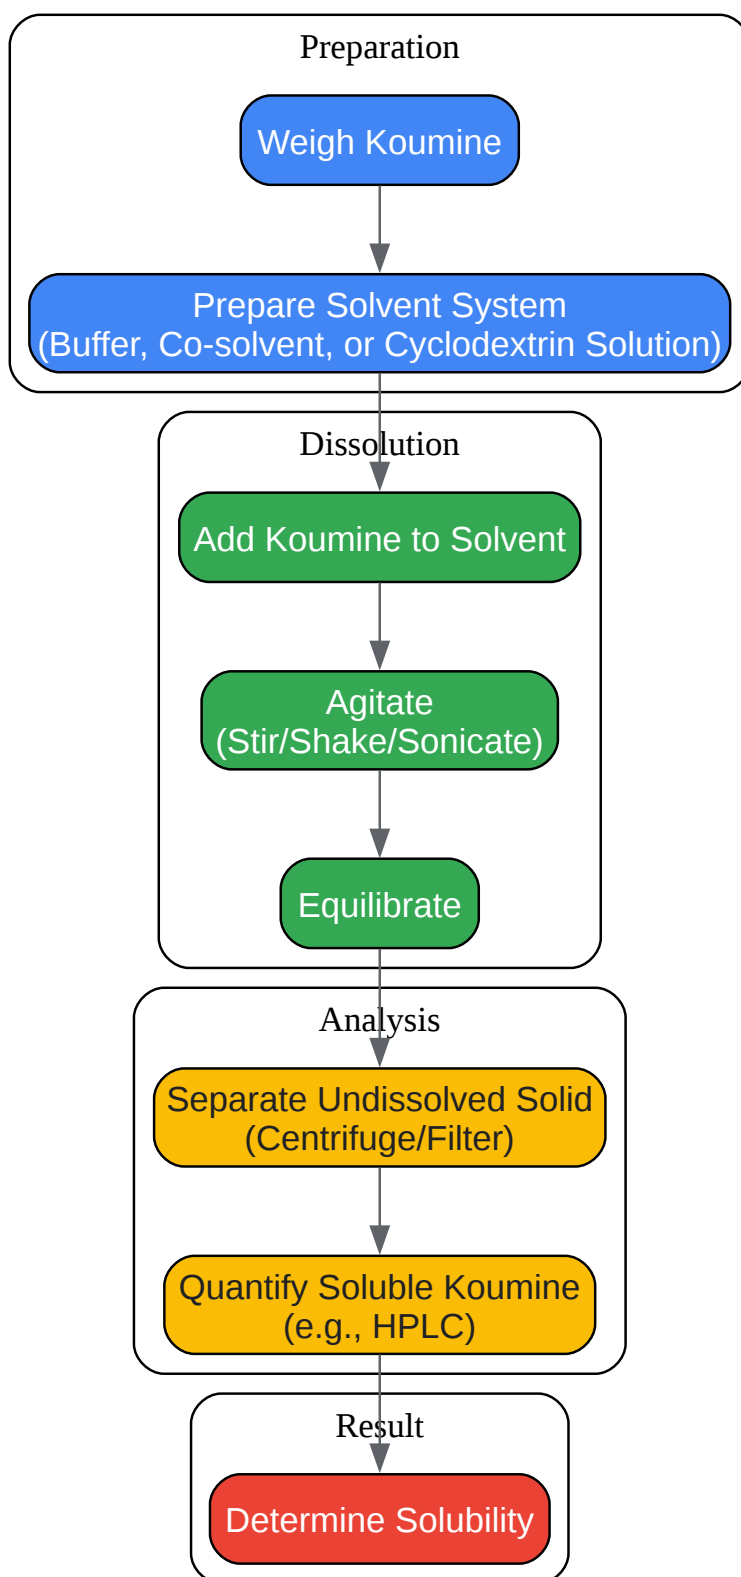 Preparation
Weigh Koumine
Prepare Solvent System
(Buffer, Co-solvent, or Cyclodextrin Solution)
Dissolution
Add Koumine to Solvent
Agitate
(Stir/Shake/Sonicate)
Equilibrate
Analysis
Separate Undissolved Solid
(Centrifuge/Filter)
Quantify Soluble Koumine
(e.g., HPLC)
Result
Determine Solubility